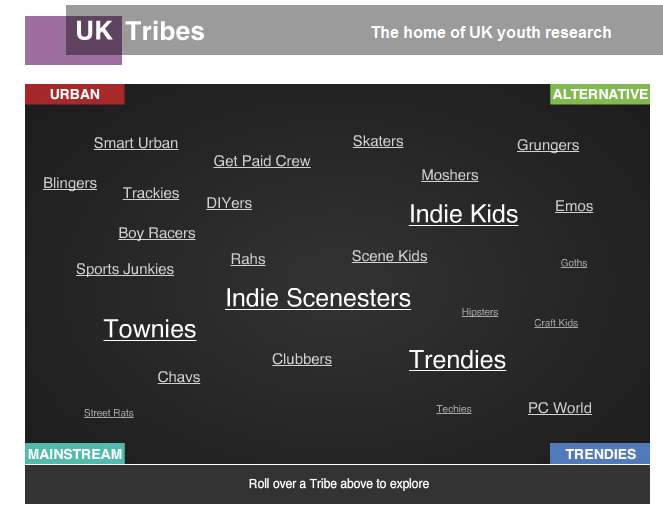 UK Tribes
The home of UK youth research
URBAN
ALTERNATIVE
Smart Urban
Skaters
Grungers
Get Paid Crew
Blingers
Moshers
Trackies
DIYers
Indie Kids
Emos
Boy Racers
Rahs
Scene Kids
Sports Junkies
Goths
Indie Scenesters
Hipsters
Townies
Craft Kids
Clubbers
Trendies
Chavs
Street Rats
Techies
PC World
MAINSTREAM
TRENDIES
Roll over a Tribe above to explore